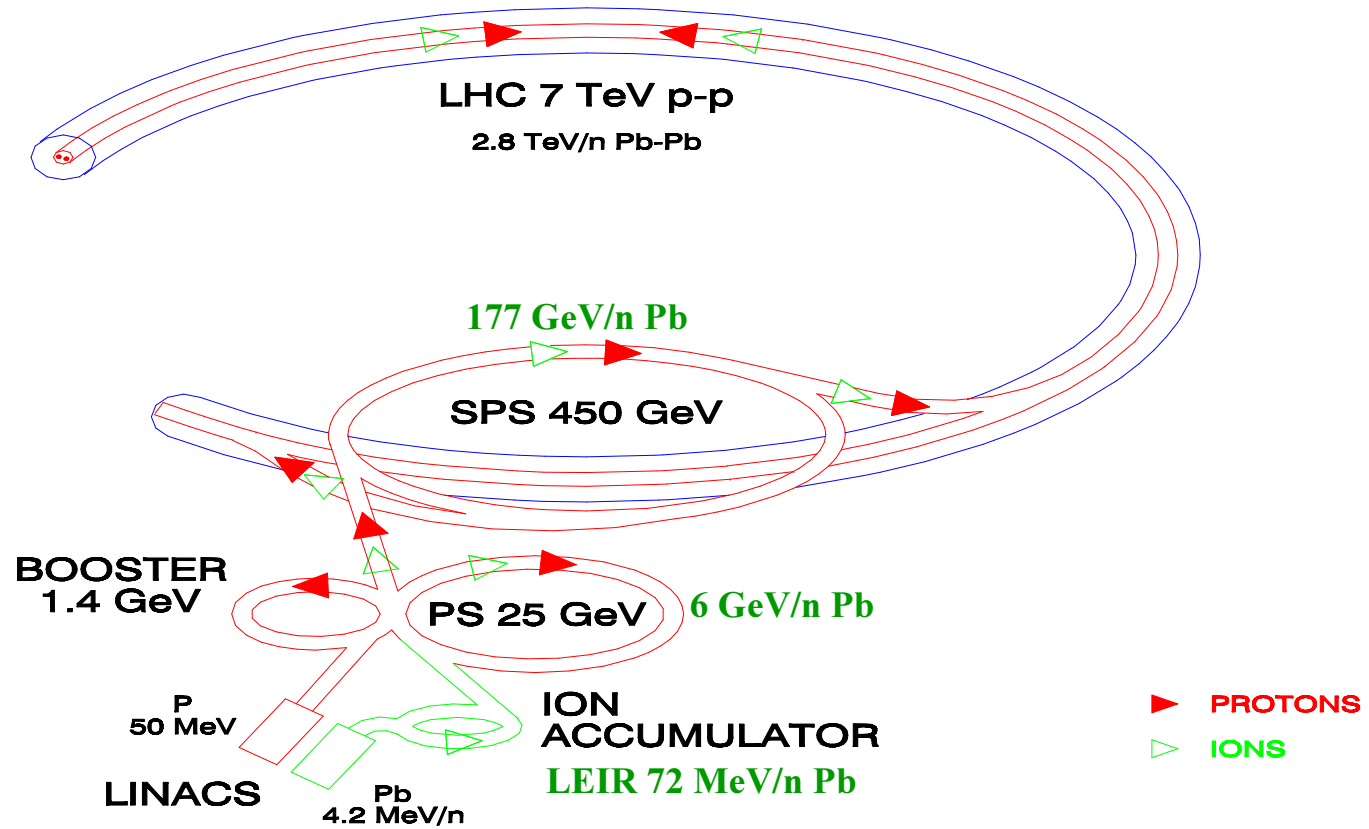 LHC 7 TeV p-p
2.8 TeV/n Pb-Pb
177 GeV/n Pb
SPS 450 GeV
BOOSTER
1.4 GeV
PS 25 GeV
6 GeV/n Pb
P
50 MeV
ION
ACCUMULATOR
LEIR 72 MeV/n Pb
LINACS
Pb
4.2 MeV/n
PROTONS
IONS